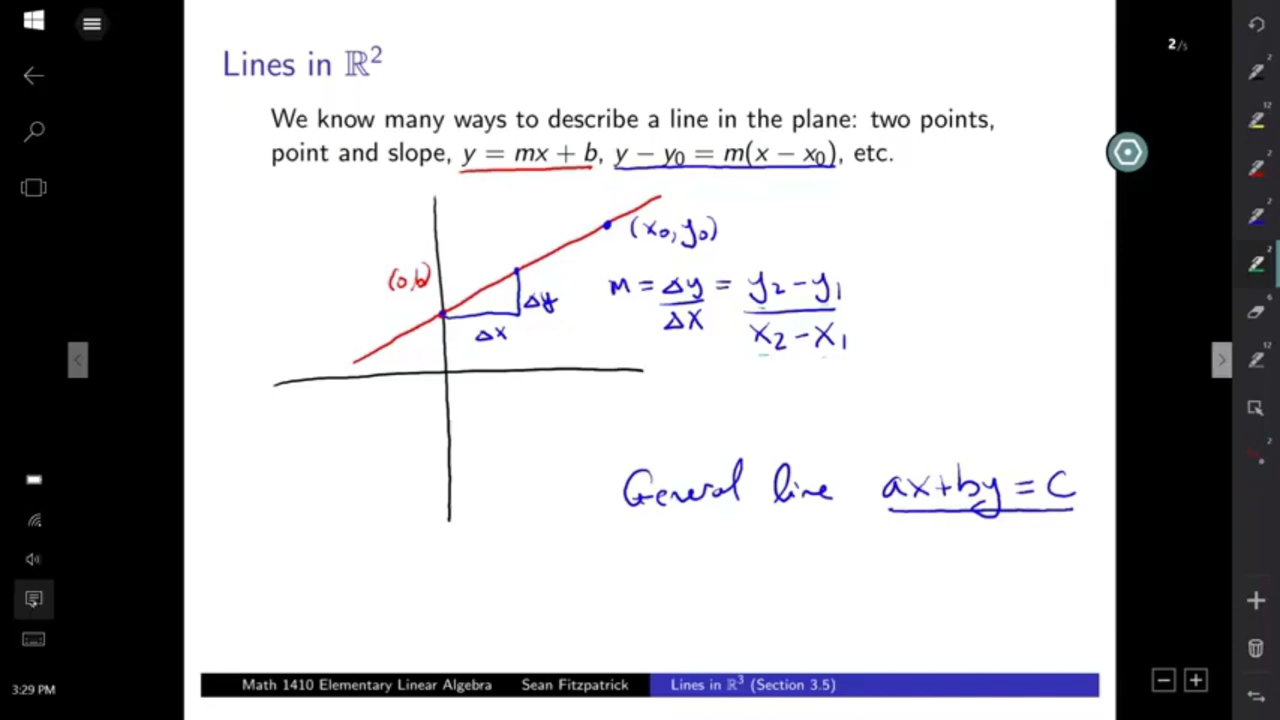 2/5
Lines in ℝ²
We know many ways to describe a line in the plane: two points,
point and slope, y = mx + b, y − y₀ = m(x − x₀), etc.
(x₀, y₀)
(0,b)
m = Δy/Δx = (y₂ − y₁)/(x₂ − x₁)
Δy
Δx
General line ax+by = c
3:29 PM
Math 1410 Elementary Linear Algebra Sean Fitzpatrick Lines in ℝ³ (Section 3.5)